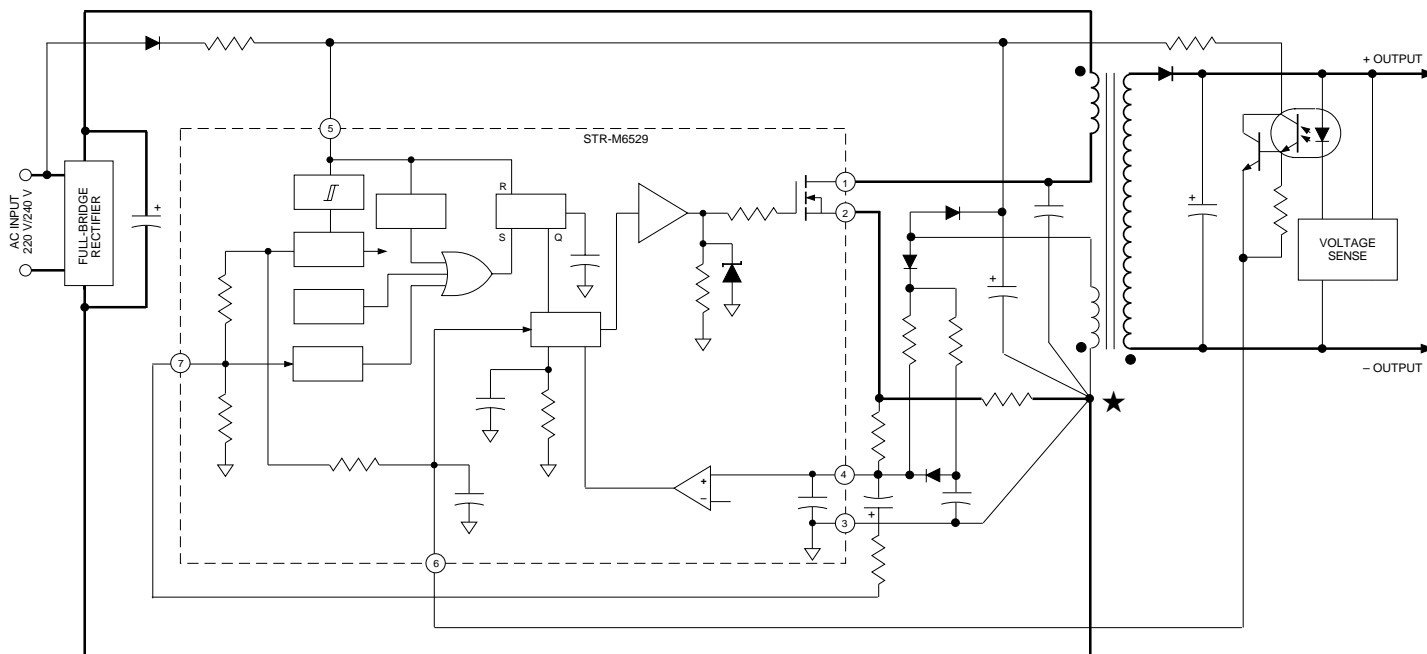 STR-M6529
+ OUTPUT
5
AC INPUT
220 V/240 V
FULL-BRIDGE
RECTIFIER
+
R
S
Q
1
2
+
+
VOLTAGE
SENSE
7
– OUTPUT
+
–
4
3
+
6